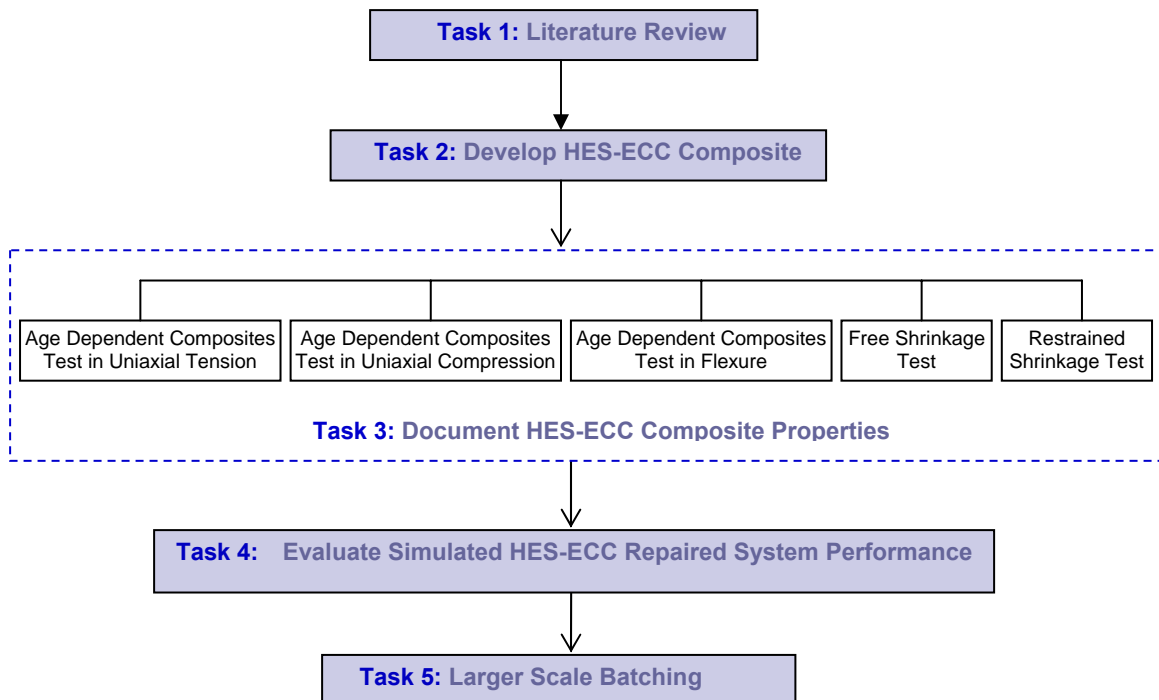 Task 1: Literature Review
Task 2: Develop HES-ECC Composite
Age Dependent Composites
Test in Uniaxial Tension
Age Dependent Composites
Test in Uniaxial Compression
Age Dependent Composites
Test in Flexure
Free Shrinkage
Test
Restrained
Shrinkage Test
Task 3: Document HES-ECC Composite Properties
Task 4: Evaluate Simulated HES-ECC Repaired System Performance
Task 5: Larger Scale Batching